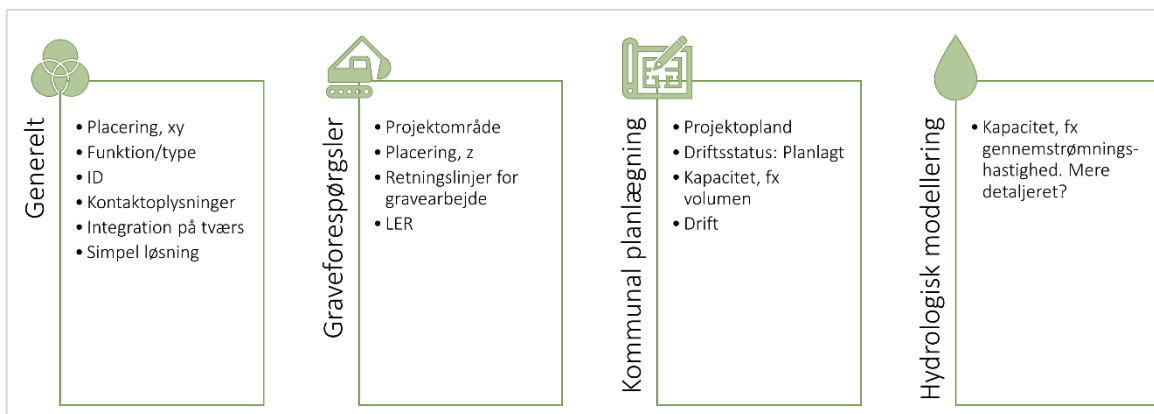 Generelt
• Placering, xy
• Funktion/type
• ID
• Kontaktoplysninger
• Integration på tværs
• Simpel løsning
Graveforespørgsler
• Projektområde
• Placering, z
• Retningslinjer for
gravearbejde
• LER
Kommunal planlægning
• Projektopland
• Driftsstatus: Planlagt
• Kapacitet, fx
volumen
• Drift
Hydrologisk modellering
• Kapacitet, fx
gennemstrømnings-
hastighed. Mere
detaljeret?